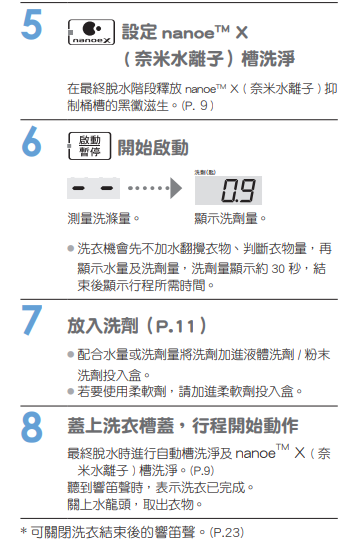 5
nanoe X
設定 nanoe™ X
（奈米水離子）槽洗淨
在最終脫水階段釋放 nanoe™ X（奈米水離子）抑
制桶槽的黑黴滋生。(P. 9)
6
啟動
暫停
開始啟動
洗劑(匙)
- -
0.9
測量洗滌量。
顯示洗劑量。
● 洗衣機會先不加水翻攪衣物、判斷衣物量，再
顯示水量及洗劑量，洗劑量顯示約 30 秒，結
束後顯示行程所需時間。
7
放入洗劑（P.11）
● 配合水量或洗劑量將洗劑加進液體洗劑 / 粉末
洗劑投入盒。
● 若要使用柔軟劑，請加進柔軟劑投入盒。
8
蓋上洗衣槽蓋，行程開始動作
最終脫水時進行自動槽洗淨及 nanoe™ X（奈
米水離子）槽洗淨。(P.9)
聽到響笛聲時，表示洗衣已完成。
關上水龍頭，取出衣物。
* 可關閉洗衣結束後的響笛聲。(P.23)